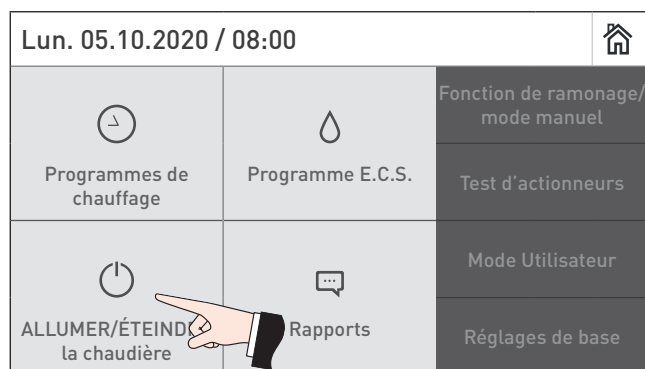 Lun. 05.10.2020 / 08:00
Programmes de
chauffage
Programme E.C.S.
Fonction de ramonage/
mode manuel
Test d'actionneurs
ALLUMER/ÉTEIND
la chaudière
Rapports
Mode Utilisateur
Réglages de base